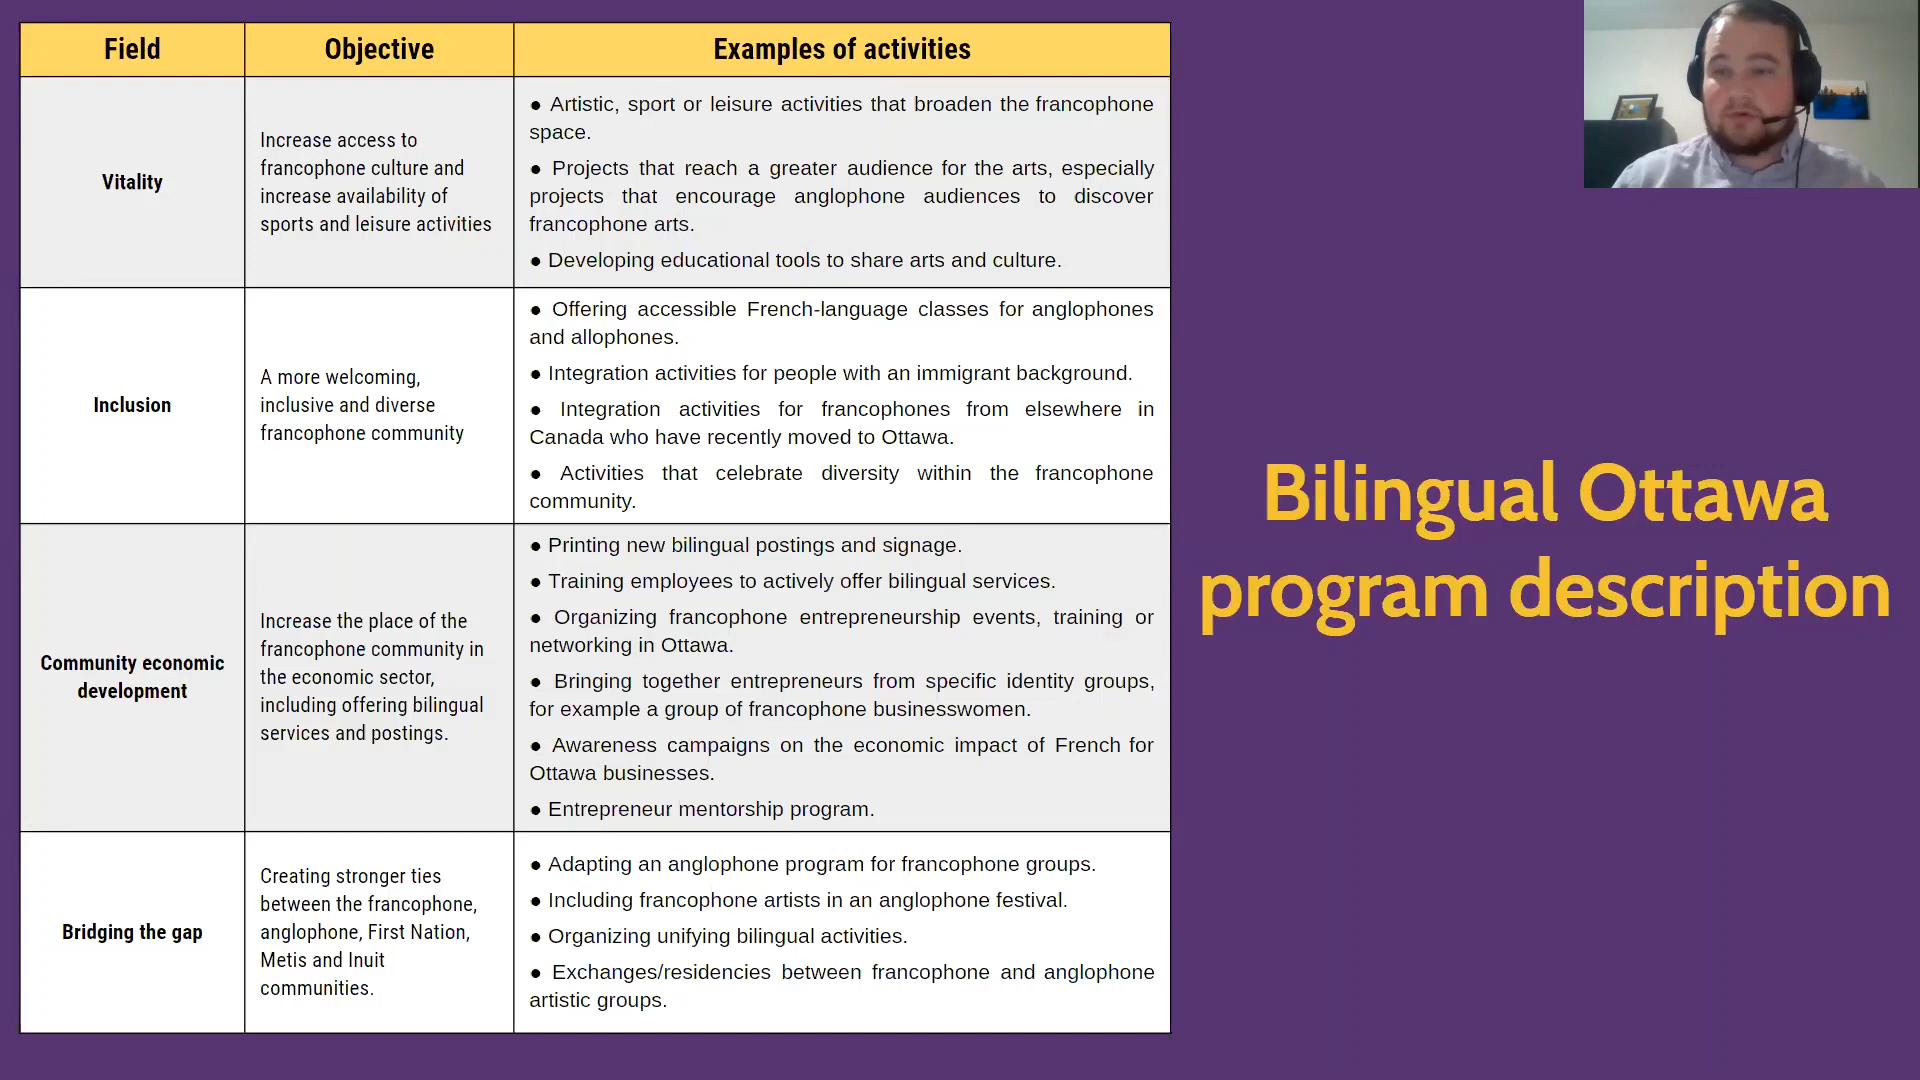 Field
Objective
Examples of activities
Vitality
Increase access to
francophone culture and
increase availability of
sports and leisure activities
● Artistic, sport or leisure activities that broaden the francophone
space.
● Projects that reach a greater audience for the arts, especially
projects that encourage anglophone audiences to discover
francophone arts.
● Developing educational tools to share arts and culture.
Inclusion
A more welcoming,
inclusive and diverse
francophone community
● Offering accessible French-language classes for anglophones
and allophones.
● Integration activities for people with an immigrant background.
● Integration activities for francophones from elsewhere in
Canada who have recently moved to Ottawa.
● Activities that celebrate diversity within the francophone
community.
Community economic
development
Increase the place of the
francophone community in
the economic sector,
including offering bilingual
services and postings.
● Printing new bilingual postings and signage.
● Training employees to actively offer bilingual services.
● Organizing francophone entrepreneurship events, training or
networking in Ottawa.
● Bringing together entrepreneurs from specific identity groups,
for example a group of francophone businesswomen.
● Awareness campaigns on the economic impact of French for
Ottawa businesses.
● Entrepreneur mentorship program.
Bridging the gap
Creating stronger ties
between the francophone,
anglophone, First Nation,
Metis and Inuit
communities.
● Adapting an anglophone program for francophone groups.
● Including francophone artists in an anglophone festival.
● Organizing unifying bilingual activities.
● Exchanges/residencies between francophone and anglophone
artistic groups.
Bilingual Ottawa
program description